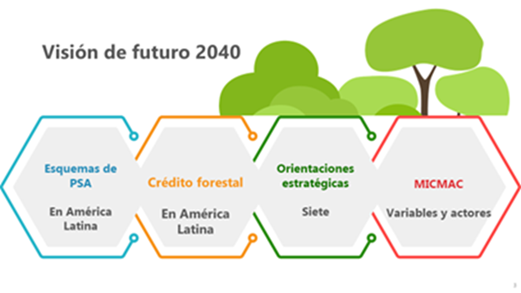 Visión de futuro 2040
Esquemas de
PSA
En América
Latina
Crédito forestal
En América
Latina
Orientaciones
estratégicas
Siete
MICMAC
Variables y actores